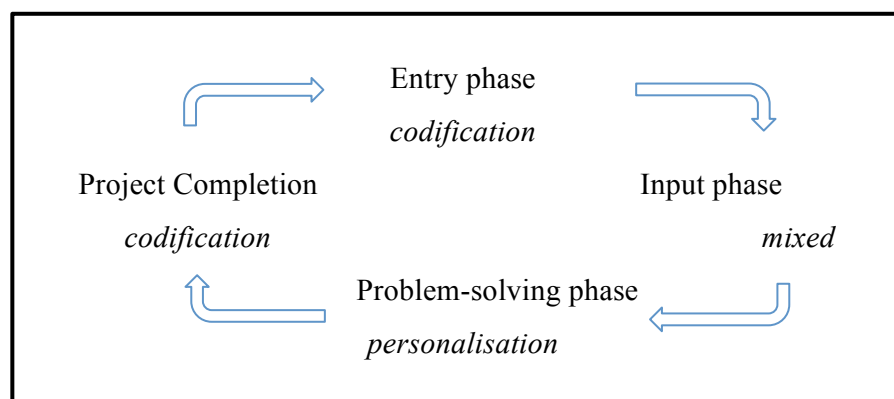 Entry phase
codification
Project Completion
Input phase
codification
mixed
Problem-solving phase
personalisation